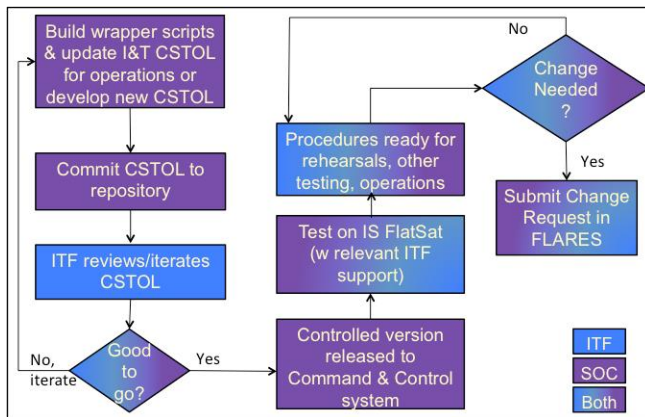 Build wrapper scripts
& update I&T CSTOL
for operations or
develop new CSTOL
Commit CSTOL to
repository
ITF reviews/iterates
CSTOL
Good
to
go?
No,
iterate
Yes
Controlled version
released to
Command & Control
system
Test on IS FlatSat
(w relevant ITF
support)
Procedures ready for
rehearsals, other
testing, operations
No
Change
Needed
?
Yes
Submit Change
Request in
FLARES
ITF
SOC
Both